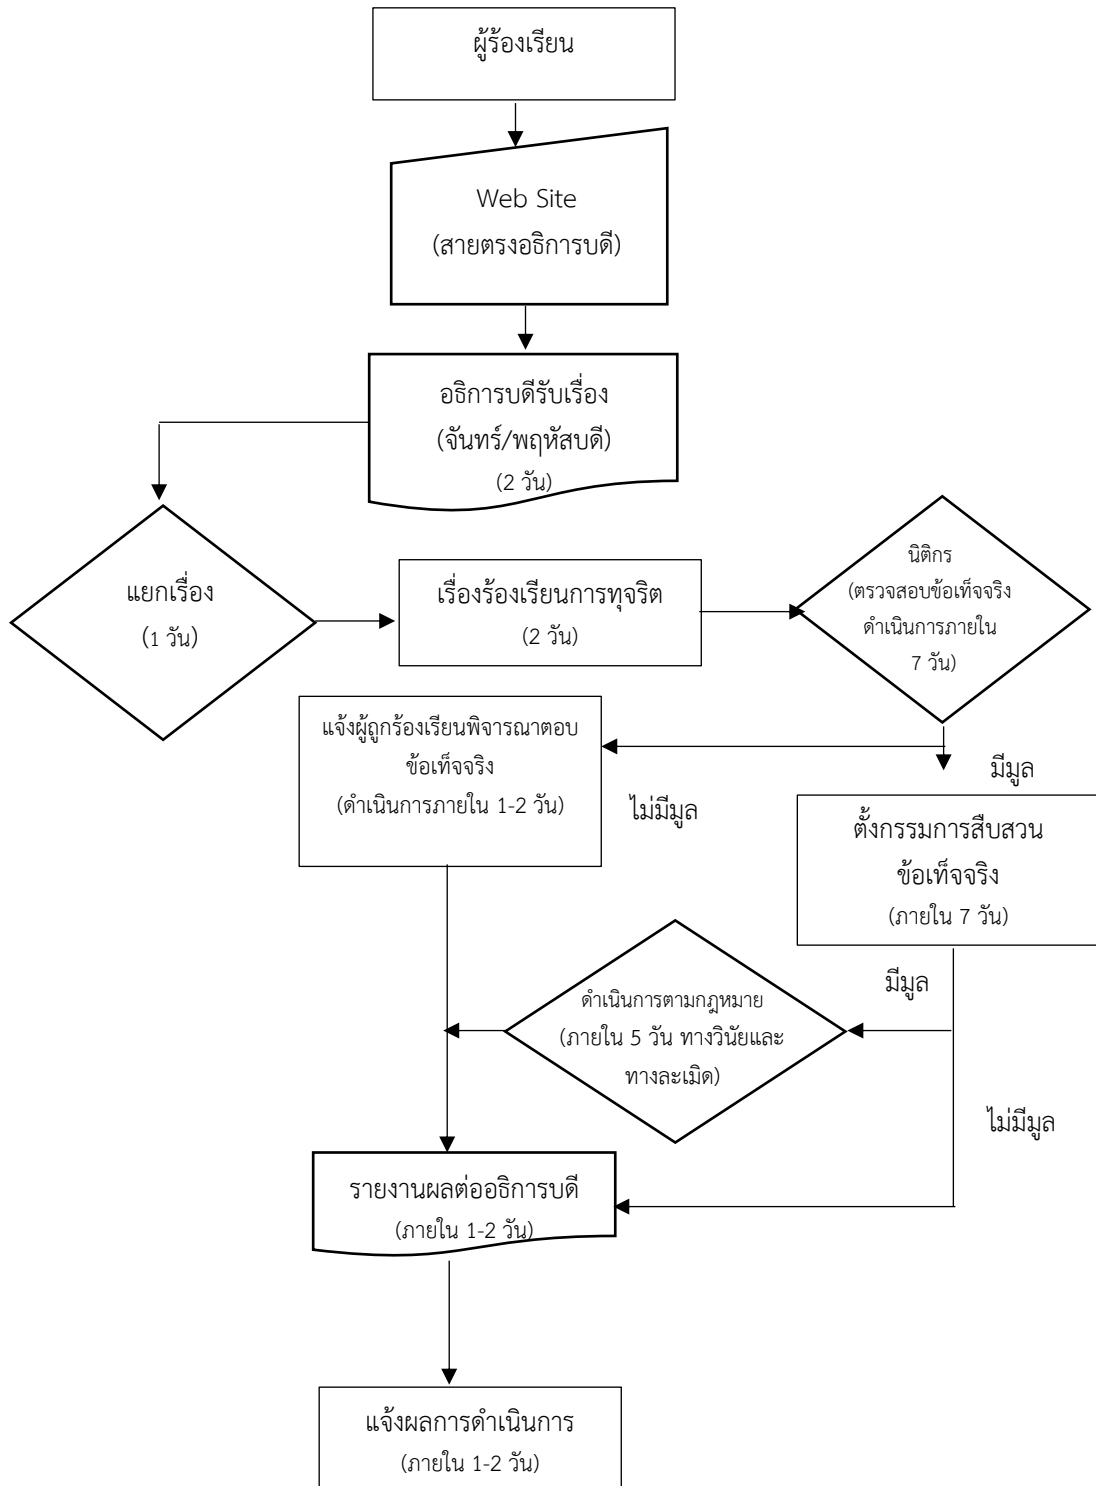 ผู้ร้องเรียน
Web Site
(สายตรงอธิการบดี)
อธิการบดีรับเรื่อง
(จันทร์/พฤหัสบดี)
(2 วัน)
แยกเรื่อง
(1 วัน)
เรื่องร้องเรียนการทุจริต
(2 วัน)
นิติกร
(ตรวจสอบข้อเท็จจริง
ดำเนินการภายใน
7 วัน)
แจ้งผู้ถูกร้องเรียนพิจารณาตอบ
ข้อเท็จจริง
(ดำเนินการภายใน 1-2 วัน)
ไม่มีมูล
มีมูล
ตั้งกรรมการสืบสวน
ข้อเท็จจริง
(ภายใน 7 วัน)
มีมูล
ดำเนินการตามกฎหมาย
(ภายใน 5 วัน ทางวินัยและ
ทางละเมิด)
ไม่มีมูล
รายงานผลต่ออธิการบดี
(ภายใน 1-2 วัน)
แจ้งผลการดำเนินการ
(ภายใน 1-2 วัน)